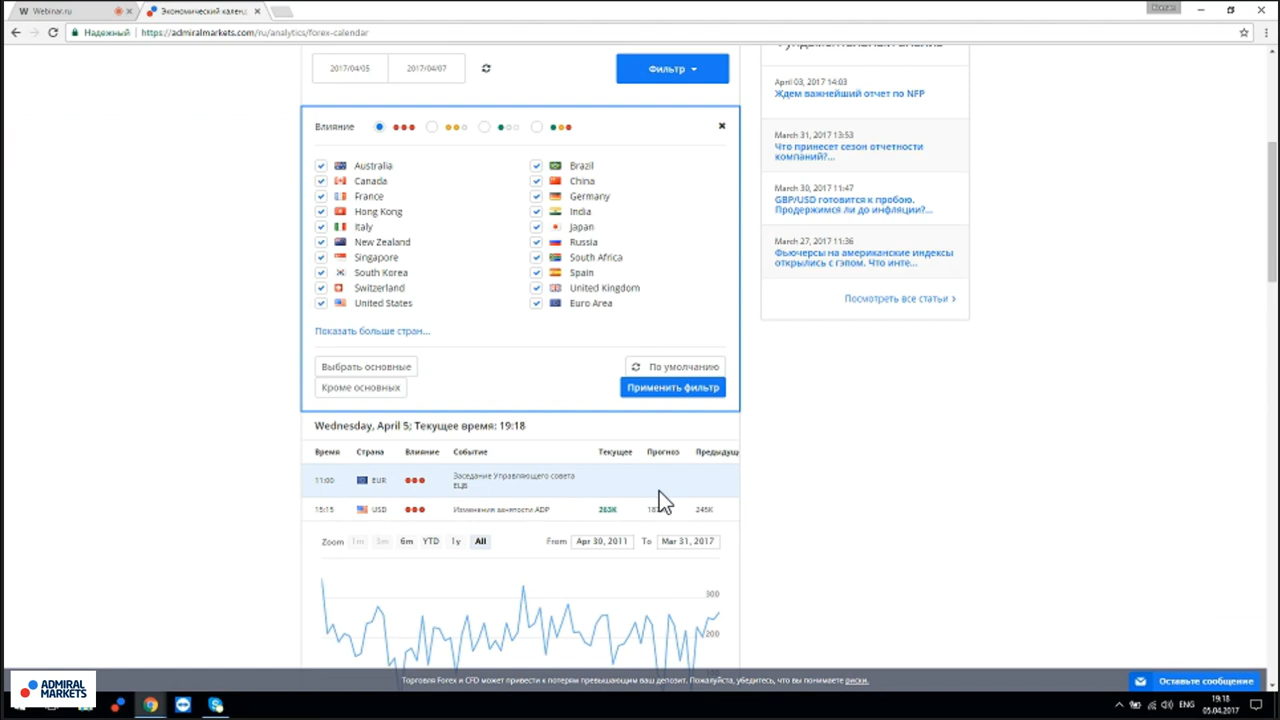 Webinar.ru
Экономический календ
Надежный
https://admiralmarkets.com/ru/analytics/forex-calendar
2017/04/05
2017/04/07
Фильтр
Влияние
Australia
Brazil
Canada
China
France
Germany
Hong Kong
India
Italy
Japan
New Zealand
Russia
Singapore
South Africa
South Korea
Spain
Switzerland
United Kingdom
United States
Euro Area
Показать больше стран...
Выбрать основные
По умолчанию
Кроме основных
Применить фильтр
Wednesday, April 5; Текущее время: 19:18
Время Страна Влияние Событие Текущее Прогноз Предыдущ
11:00 EUR Заседание Управляющего совета
ЕЦБ
15:15 USD Изменения занятости ADP 263K 245K
Zoom 1m 3m 6m YTD 1y All From Apr 30, 2011 To Mar 31, 2017
300
200
April 03, 2017 14:03
Ждем важнейший отчет по NFP
March 31, 2017 13:53
Что принесет сезон отчетности
компаний?...
March 30, 2017 11:47
GBP/USD готовится к пробою.
Продержимся ли до инфляции?...
March 27, 2017 11:36
Фьючерсы на американские индексы
открылись с гэпом. Что инте...
Посмотреть все статьи
Торговля Forex и CFD может привести к потерям превышающим ваш депозит. Пожалуйста, убедитесь, что вы понимаете риски.
Оставьте сообщение
ADMIRAL
MARKETS
ENG
19:18
05.04.2017